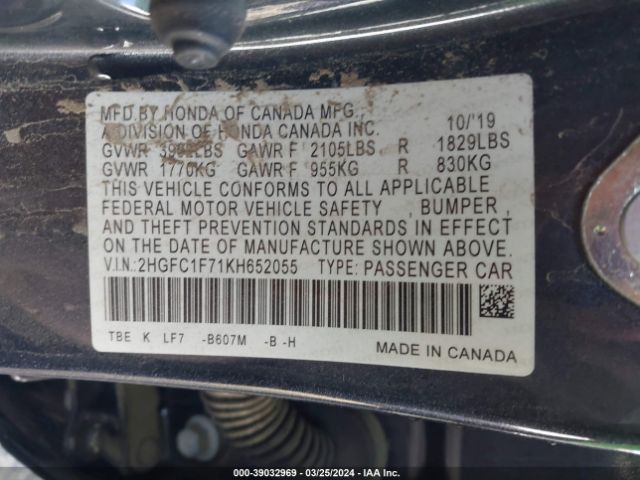 MFD.BY HONDA OF CANADA MFG.,
A DIVISION OF HONDA CANADA INC. 10/'19
GVWR LBS GAWR F 2105LBS R 1829LBS
GVWR 1770KG GAWR F 955KG R 830KG
THIS VEHICLE CONFORMS TO ALL APPLICABLE
FEDERAL MOTOR VEHICLE SAFETY , BUMPER ,
AND THEFT PREVENTION STANDARDS IN EFFECT
ON THE DATE OF MANUFACTURE SHOWN ABOVE.
V.I.N.:2HGFC1F71KH652055 TYPE: PASSENGER CAR
TBE K LF7 -B607M -B -H
MADE IN CANADA
000-39032969 - 03/25/2024 - IAA Inc.